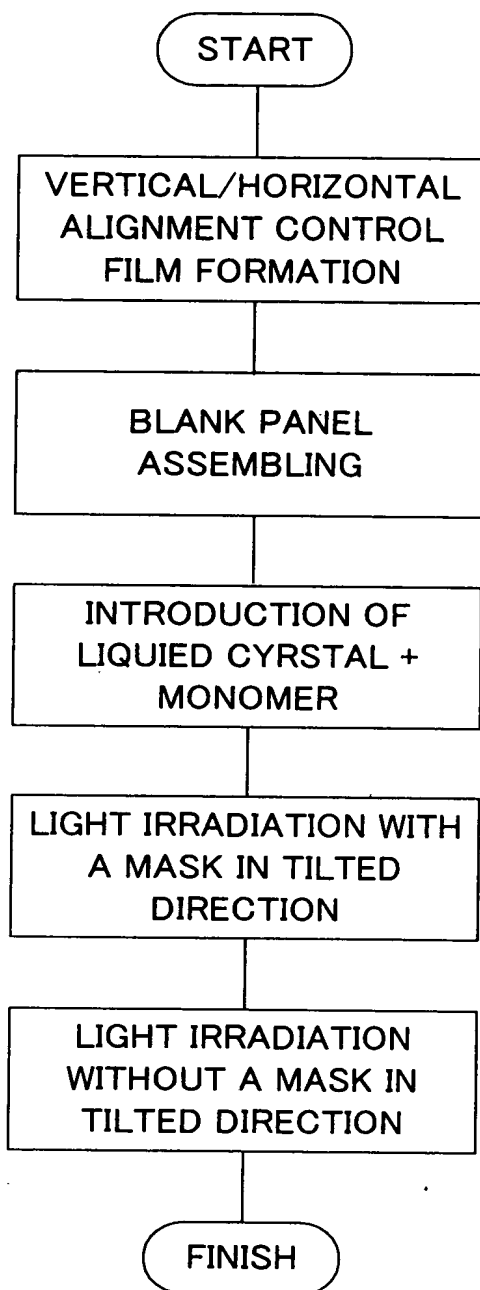 START
VERTICAL/HORIZONTAL
ALIGNMENT CONTROL
FILM FORMATION
BLANK PANEL
ASSEMBLING
INTRODUCTION OF
LIQUIED CYRSTAL +
MONOMER
LIGHT IRRADIATION WITH
A MASK IN TILTED
DIRECTION
LIGHT IRRADIATION
WITHOUT A MASK IN
TILTED DIRECTION
FINISH